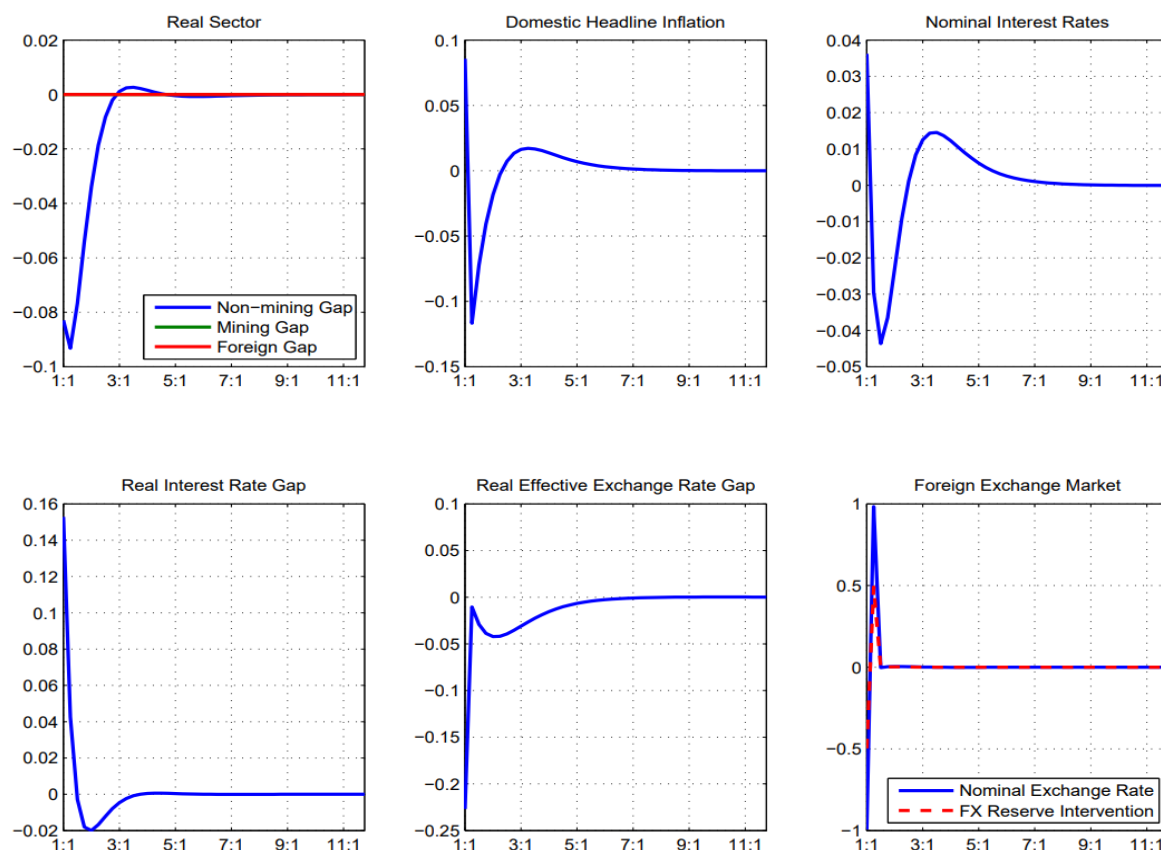 Real Sector
0.02
0
−0.02
−0.04
−0.06
−0.08
−0.1
Non−mining Gap
Mining Gap
Foreign Gap
1:1 3:1 5:1 7:1 9:1 11:1
Domestic Headline Inflation
0.1
0.05
0
−0.05
−0.1
−0.15
1:1 3:1 5:1 7:1 9:1 11:1
Nominal Interest Rates
0.04
0.03
0.02
0.01
0
−0.01
−0.02
−0.03
−0.04
−0.05
1:1 3:1 5:1 7:1 9:1 11:1
Real Interest Rate Gap
0.16
0.14
0.12
0.1
0.08
0.06
0.04
0.02
0
−0.02
1:1 3:1 5:1 7:1 9:1 11:1
Real Effective Exchange Rate Gap
0.1
0.05
0
−0.05
−0.1
−0.15
−0.2
−0.25
1:1 3:1 5:1 7:1 9:1 11:1
Foreign Exchange Market
1
0.5
0
−0.5
−1
Nominal Exchange Rate
FX Reserve Intervention
1:1 3:1 5:1 7:1 9:1 11:1